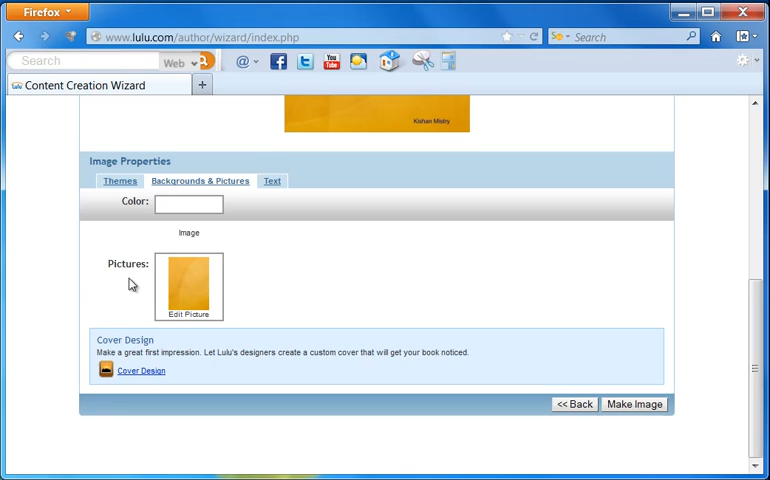 Firefox
www.lulu.com/author/wizard/index.php
Search
Search
Web
Content Creation Wizard
Kishan Mistry
Image Properties
Themes
Backgrounds & Pictures
Text
Color:
Image
Pictures:
Edit Picture
Cover Design
Make a great first impression. Let Lulu's designers create a custom cover that will get your book noticed.
Cover Design
<< Back
Make Image